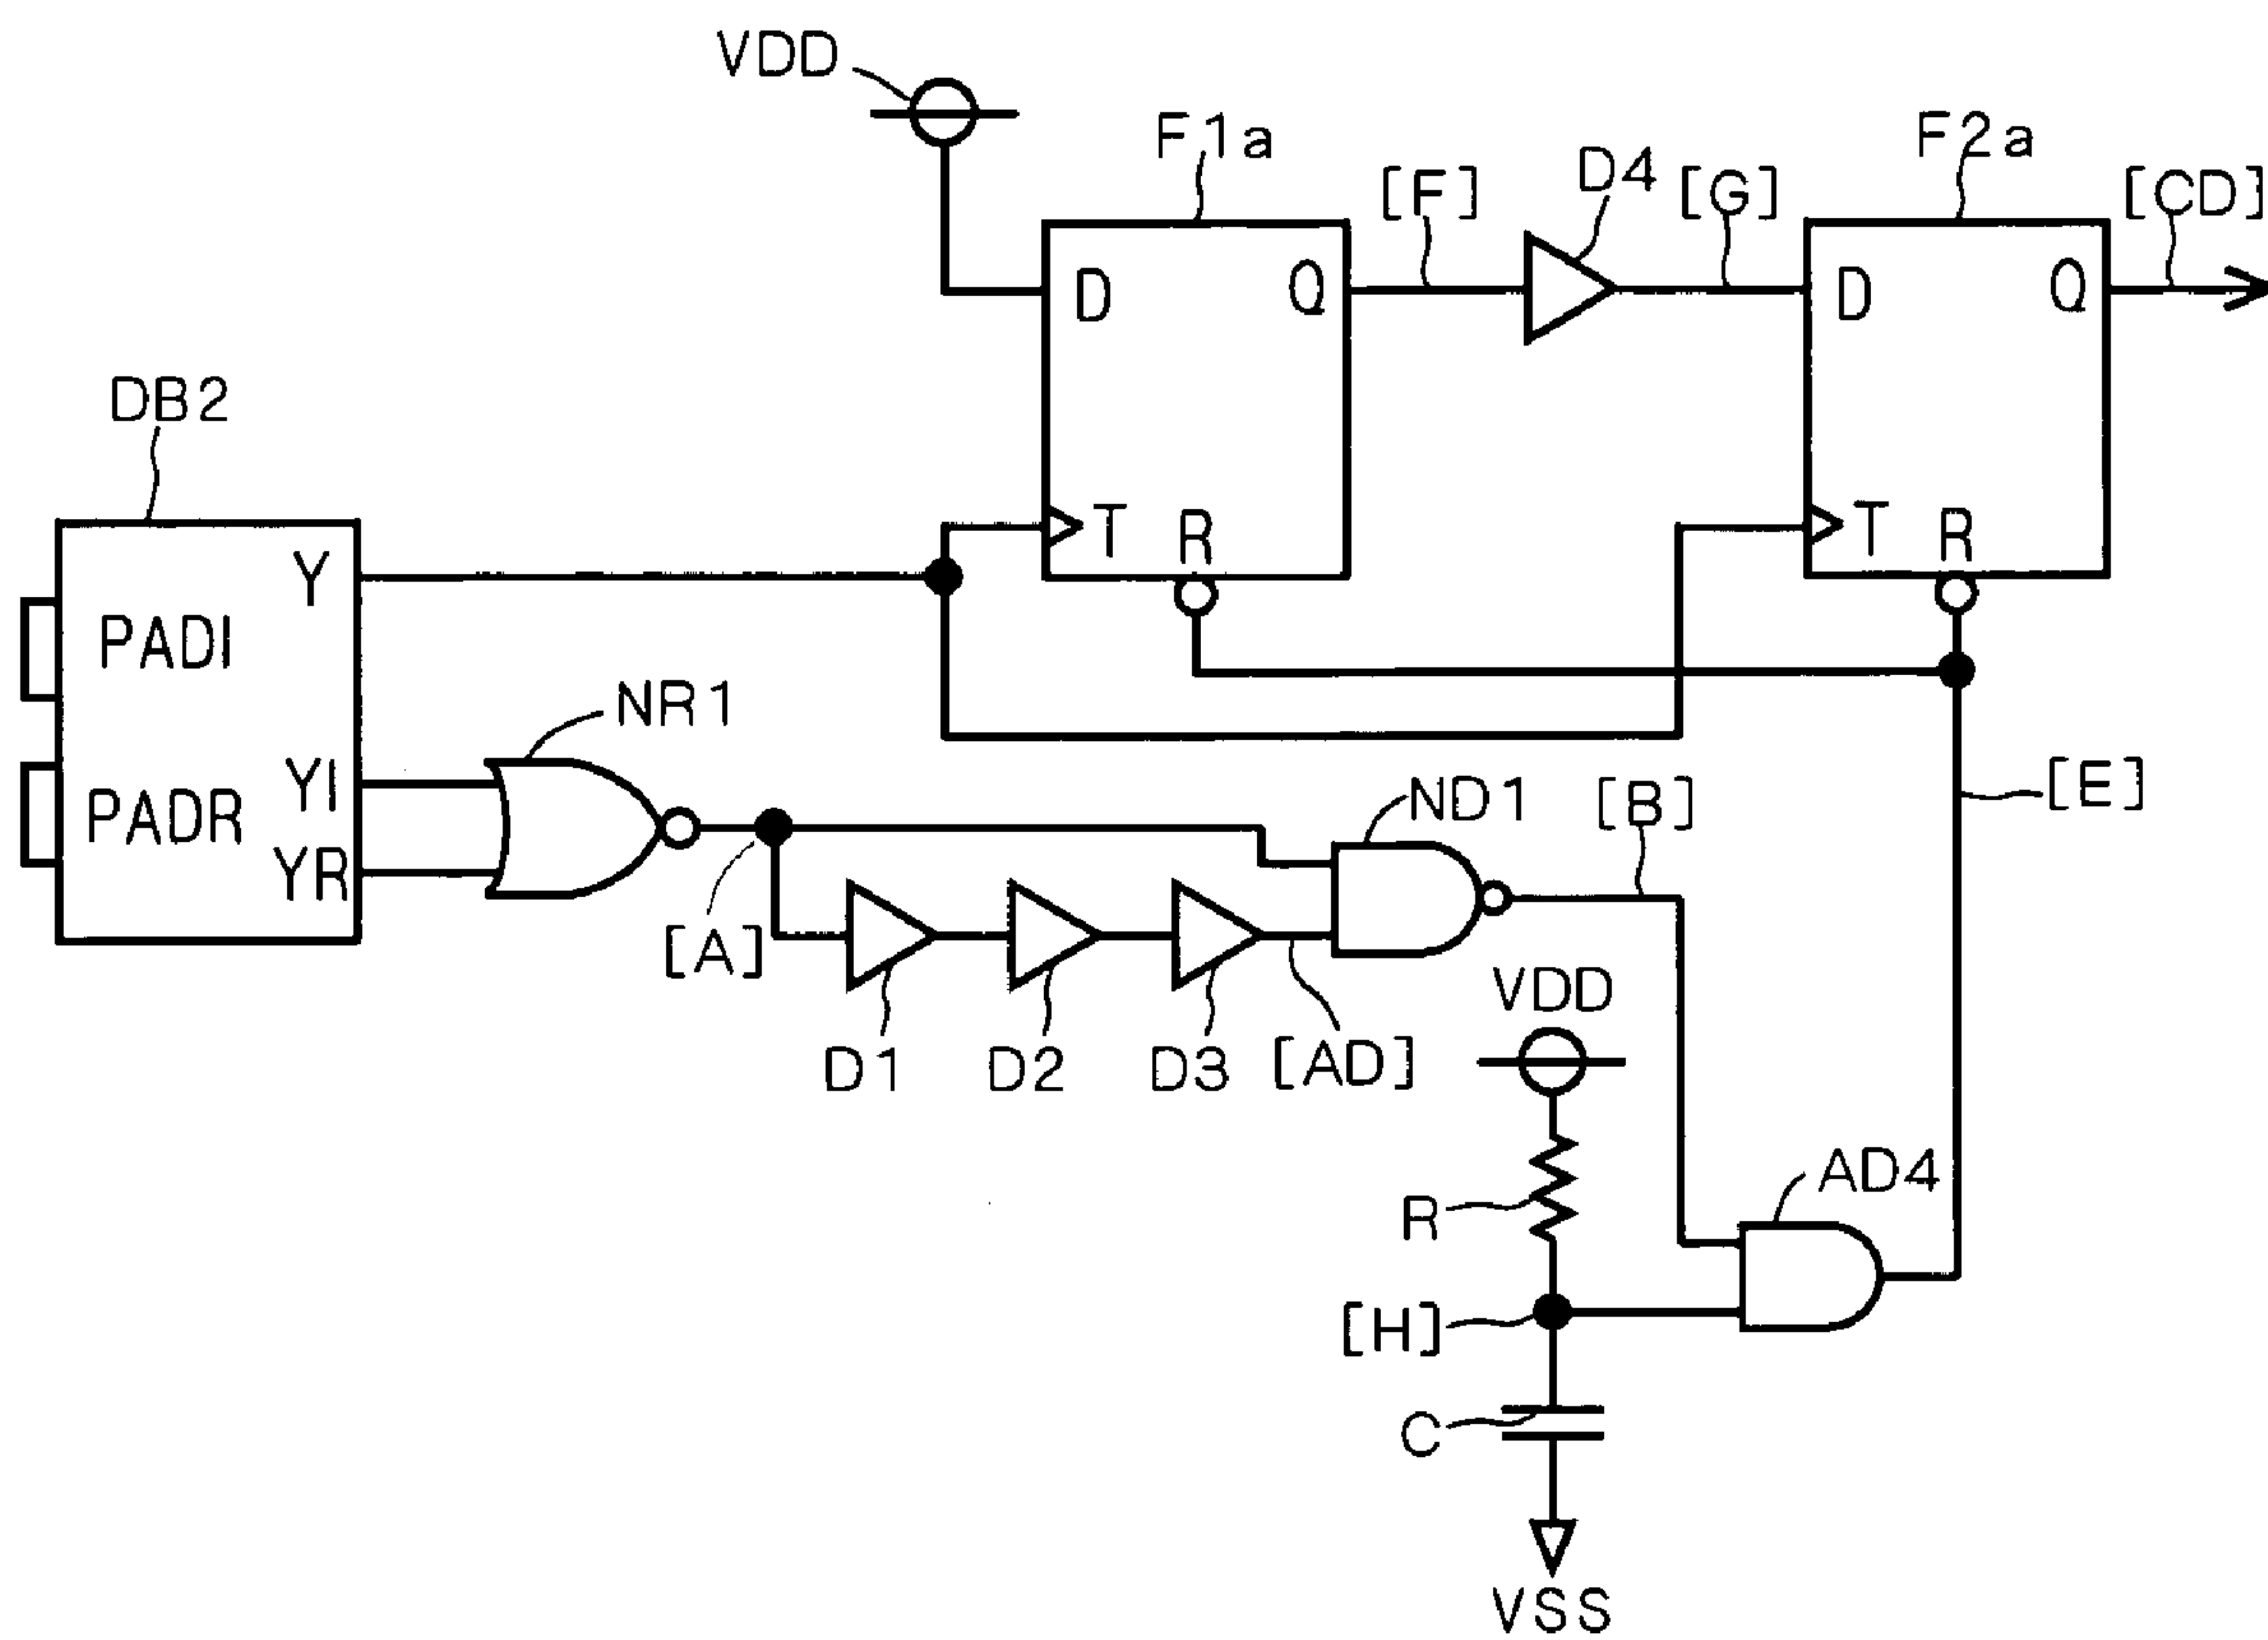 VDD
F1a
[F]
D4
[G]
F2a
[CD]
D
Q
D
Q
DB2
Y
T
R
T
R
PADI
NR1
YI
PADR
YR
ND1
[B]
[E]
[A]
D1
D2
D3
[AD]
VDD
R
AD4
[H]
C
VSS